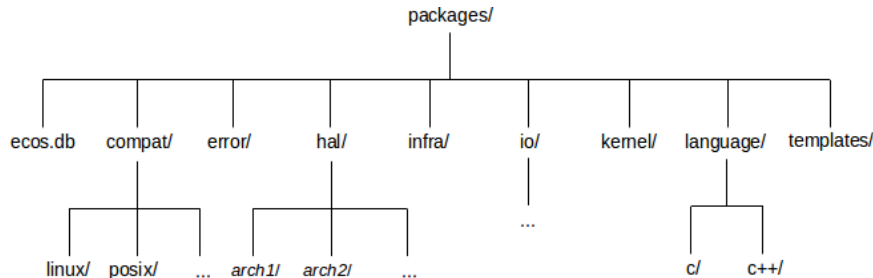 packages/
ecos.db compat/ error/ hal/ infra/ io/ kernel/ language/ templates/
...
linux/ posix/ ... arch1/ arch2/ ... c/ c++/